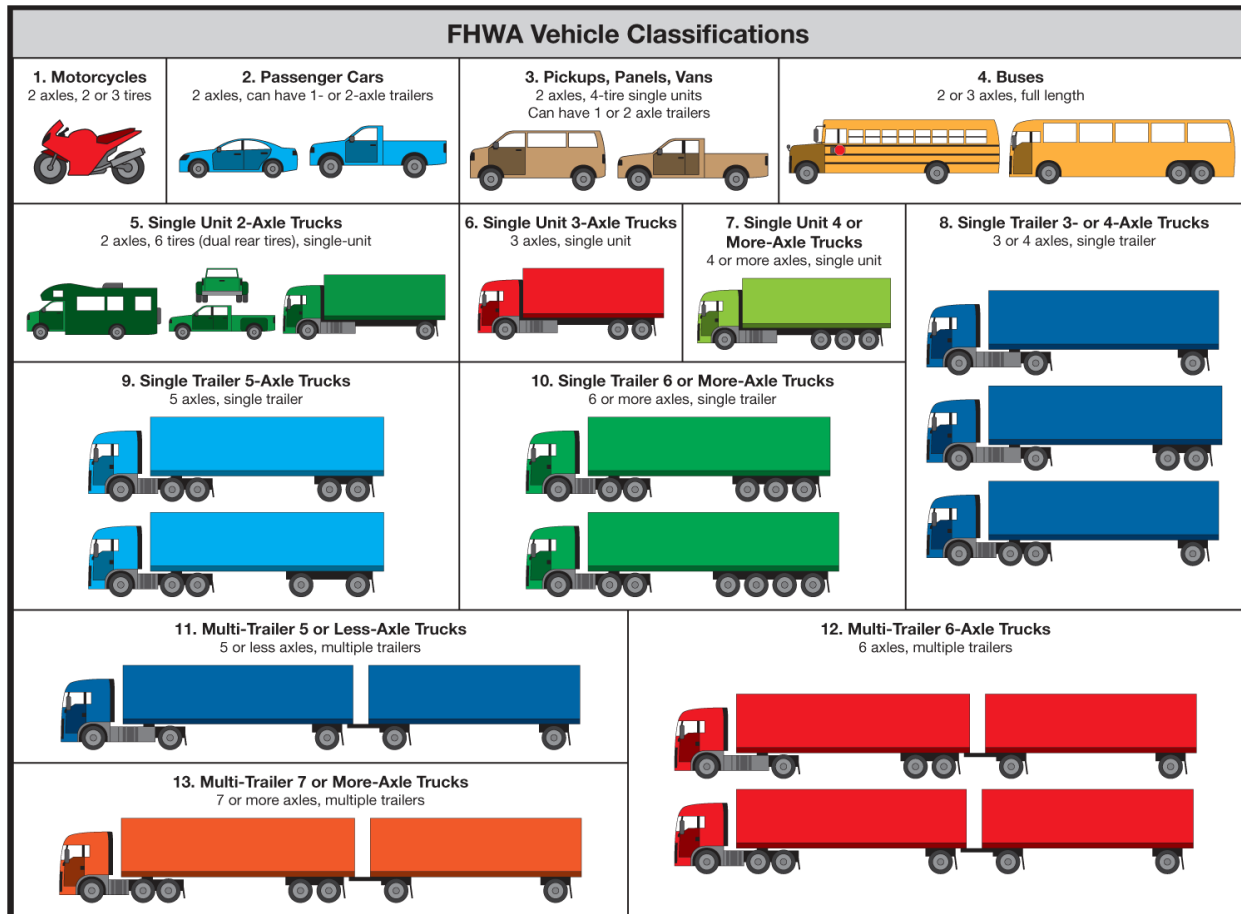 FHWA Vehicle Classifications
1. Motorcycles
2 axles, 2 or 3 tires
2. Passenger Cars
2 axles, can have 1- or 2-axle trailers
3. Pickups, Panels, Vans
2 axles, 4-tire single units
Can have 1 or 2 axle trailers
4. Buses
2 or 3 axles, full length
5. Single Unit 2-Axle Trucks
2 axles, 6 tires (dual rear tires), single-unit
6. Single Unit 3-Axle Trucks
3 axles, single unit
7. Single Unit 4 or
More-Axle Trucks
4 or more axles, single unit
8. Single Trailer 3- or 4-Axle Trucks
3 or 4 axles, single trailer
9. Single Trailer 5-Axle Trucks
5 axles, single trailer
10. Single Trailer 6 or More-Axle Trucks
6 or more axles, single trailer
11. Multi-Trailer 5 or Less-Axle Trucks
5 or less axles, multiple trailers
12. Multi-Trailer 6-Axle Trucks
6 axles, multiple trailers
13. Multi-Trailer 7 or More-Axle Trucks
7 or more axles, multiple trailers